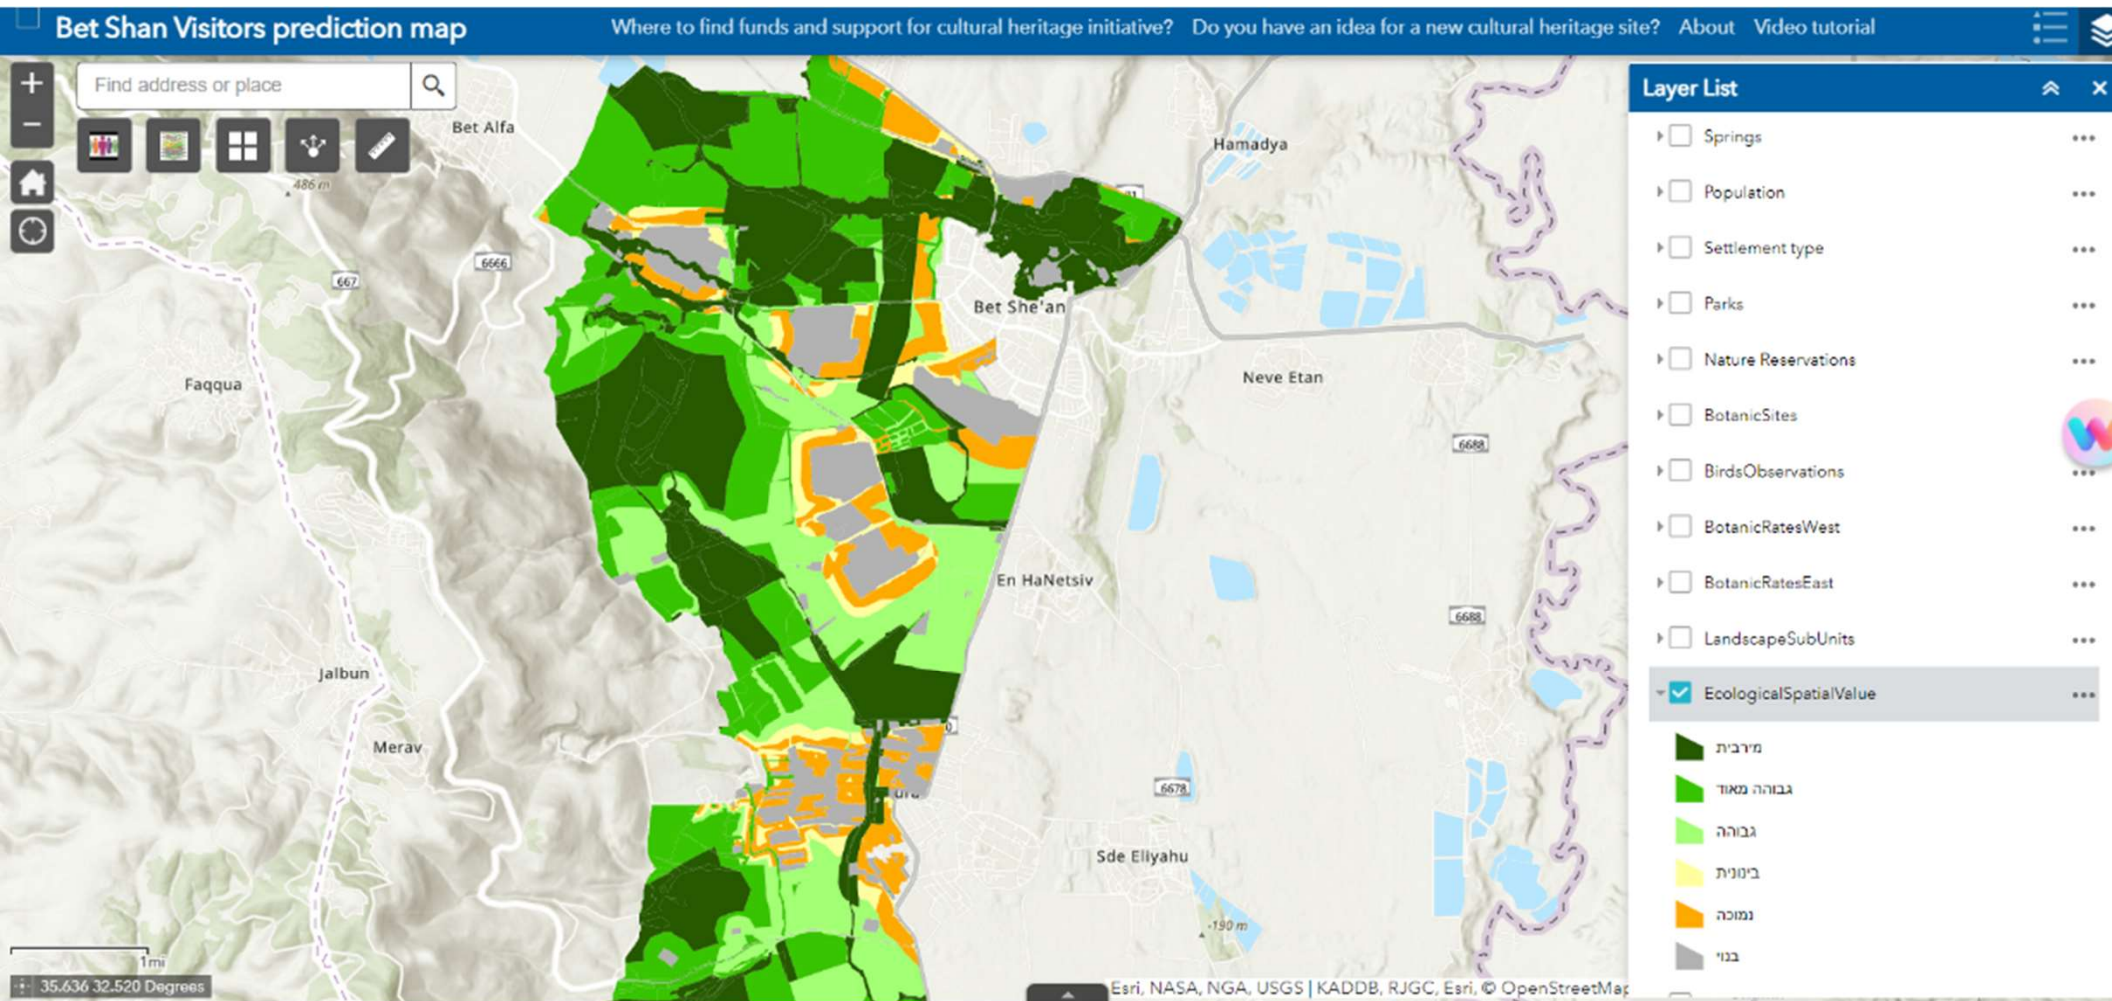 Bet Shan Visitors prediction map
Where to find funds and support for cultural heritage initiative? Do you have an idea for a new cultural heritage site? About Video tutorial
Find address or place
Layer List
Springs
Population
Settlement type
Parks
Nature Reservations
BotanicSites
BirdsObservations
BotanicRatesWest
BotanicRatesEast
LandscapeSubUnits
EcologicalSpatialValue
מירבית
גבוהה מאוד
גבוהה
בינונית
נמוכה
בנוי
Bet Alfa
486 m
Hamadya
6666
667
Bet She'an
Faqqua
Neve Etan
6688
En HaNetsiv
6688
Jalbun
Merav
6678
Sde Eliyahu
-190 m
1mi
35.636 32.520 Degrees
Esri, NASA, NGA, USGS | KADDB, RJGC, Esri, © OpenStreetMap